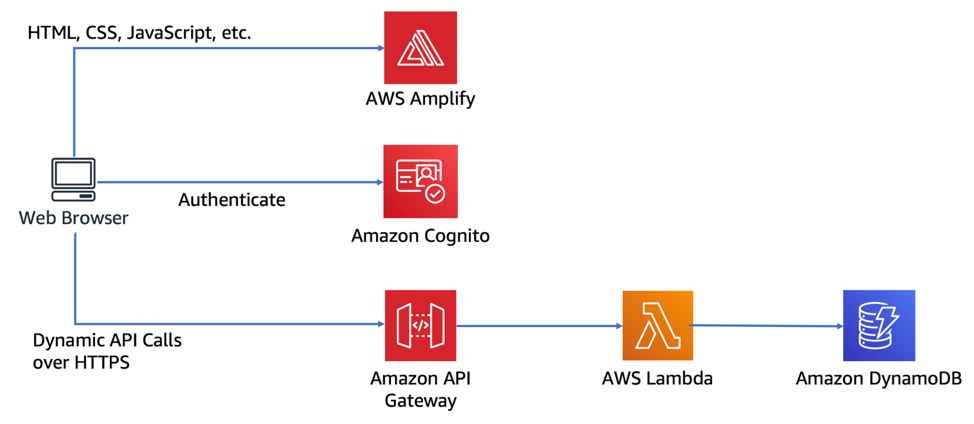 HTML, CSS, JavaScript, etc.
AWS Amplify
Web Browser
Authenticate
Amazon Cognito
Dynamic API Calls
over HTTPS
Amazon API
Gateway
AWS Lambda
Amazon DynamoDB